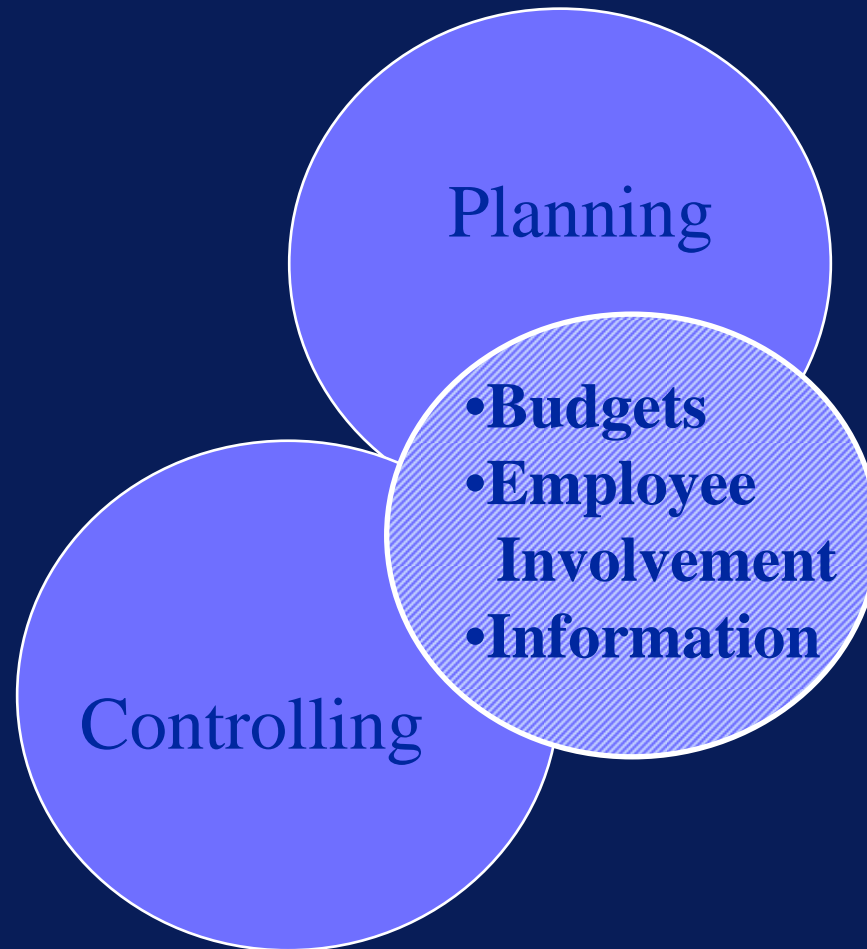 Planning
•Budgets
•Employee
Involvement
•Information
Controlling